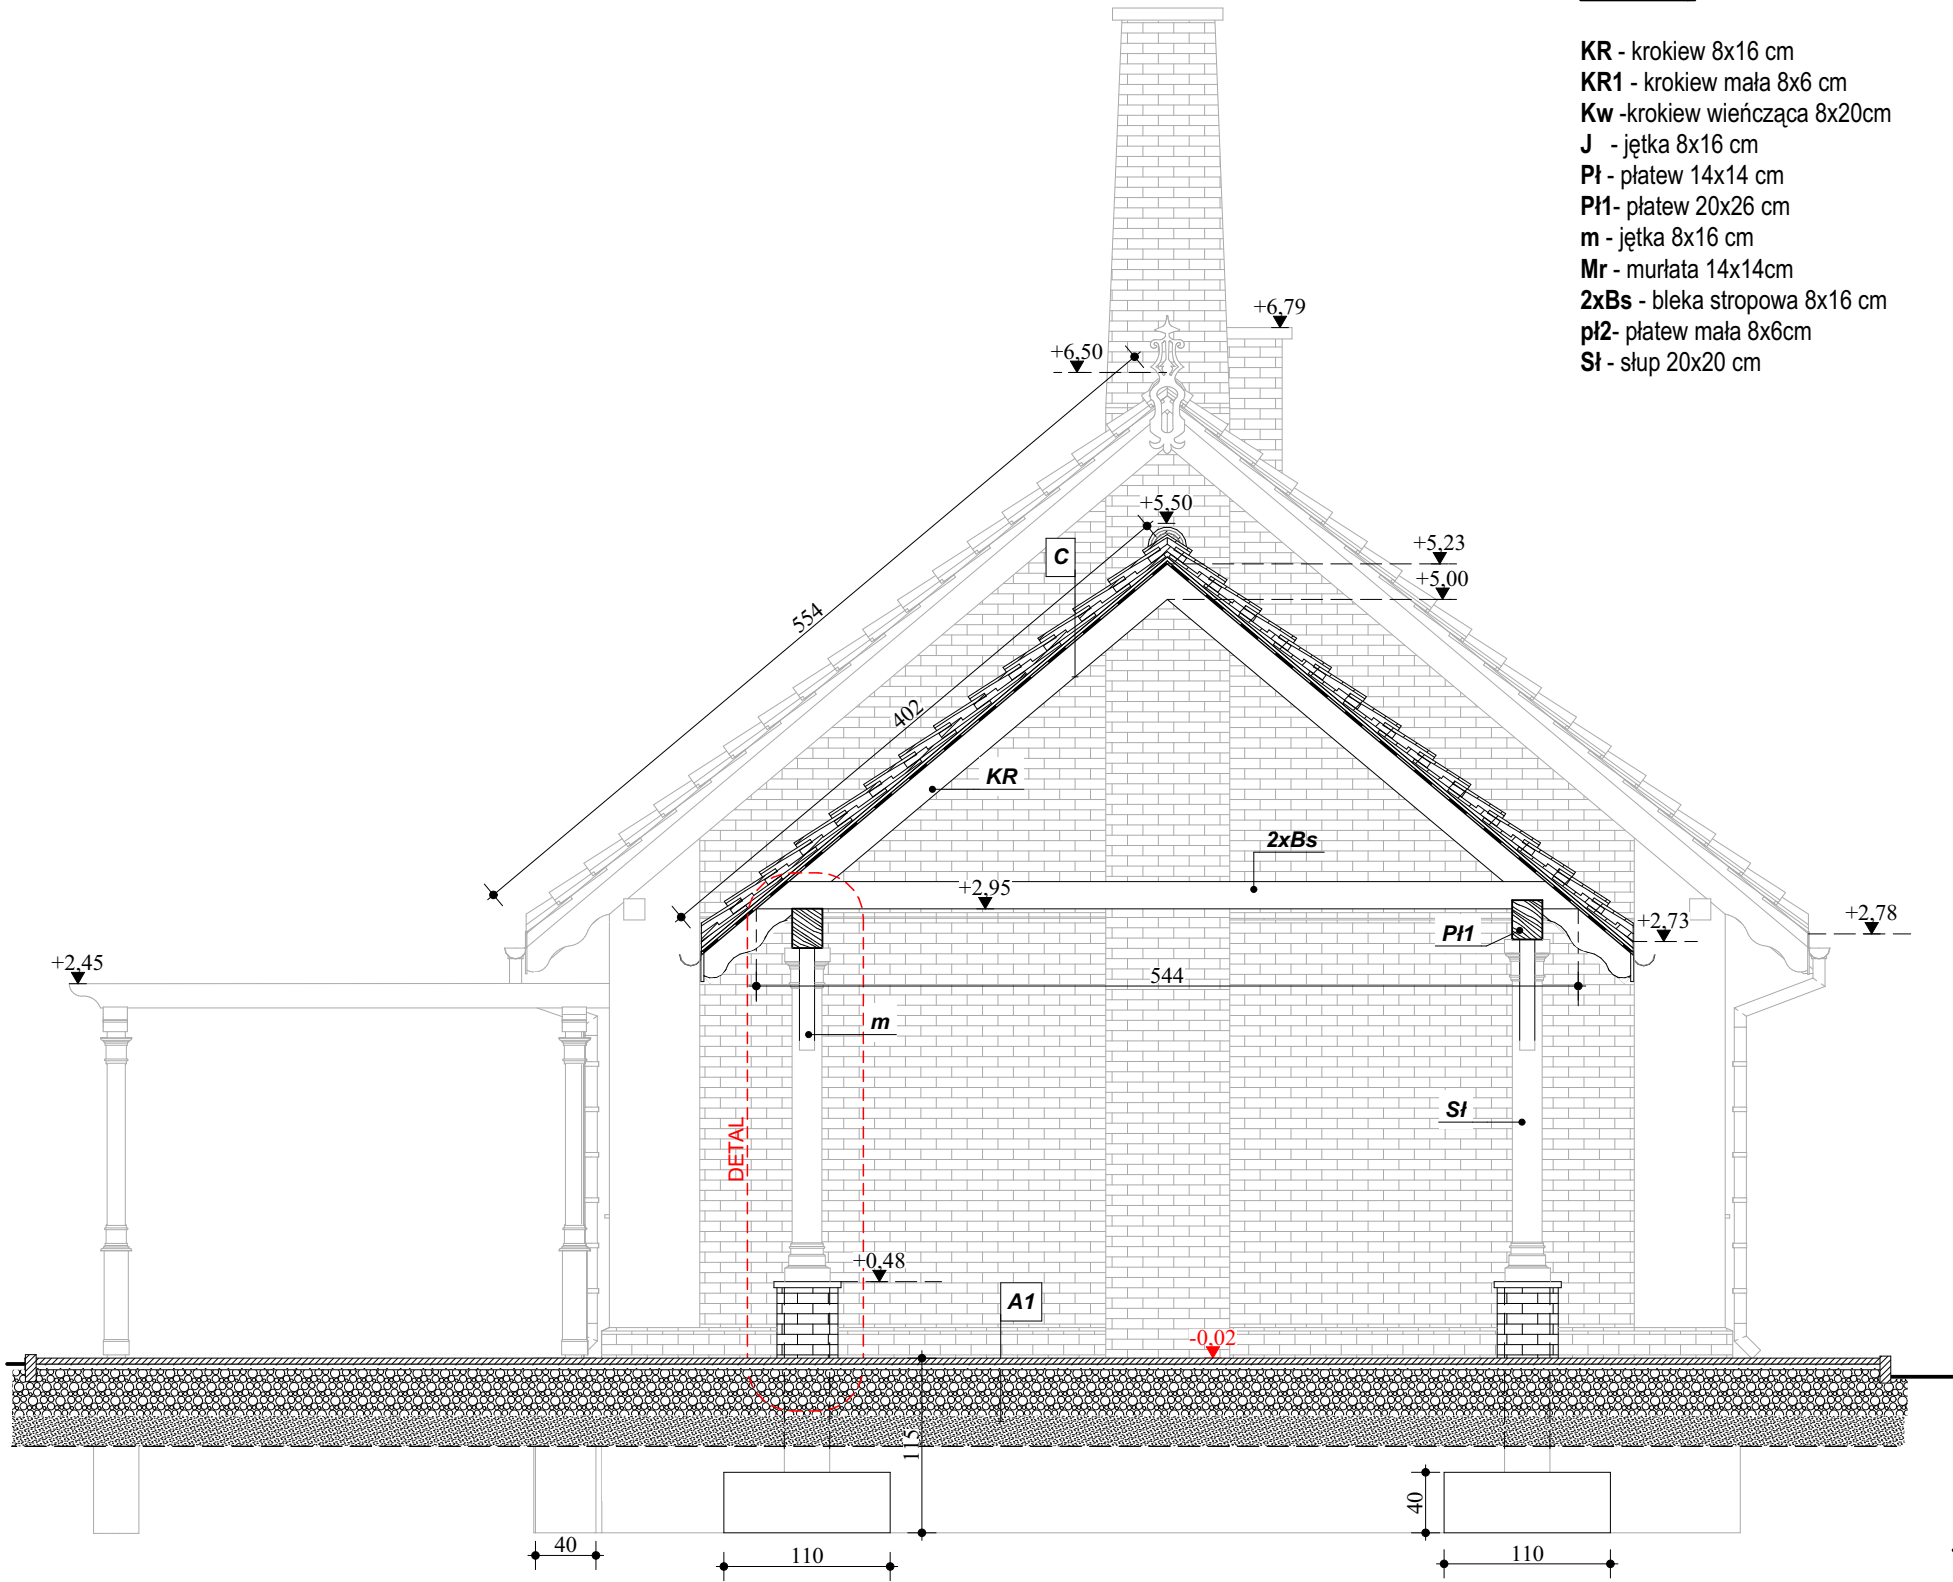 KR - krokiew 8x16 cm
KR1 - krokiew mała 8x6 cm
Kw -krokiew wieńcząca 8x20cm
J - jętka 8x16 cm
Pł - płatew 14x14 cm
Pł1- płatew 20x26 cm
m - jętka 8x16 cm
Mr - murłata 14x14cm
2xBs - bleka stropowa 8x16 cm
pł2- płatew mała 8x6cm
Sł - słup 20x20 cm
+6,79
+6,50
+5,50
+5,23
C
+5,00
554
402
KR
2xBs
+2,95
+2,78
+2,73
Pł1
+2,45
544
m
Sł
DETAL
+0,48
A1
-0,02
115
40
40
110
110